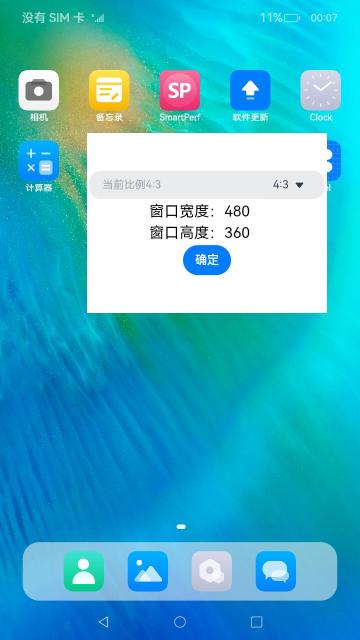 没有 SIM 卡
11%
00:07
相机
备忘录
SP
SmartPerf
软件更新
Clock
计算器
el
当前比例4:3
4:3
窗口宽度：480
窗口高度：360
确定